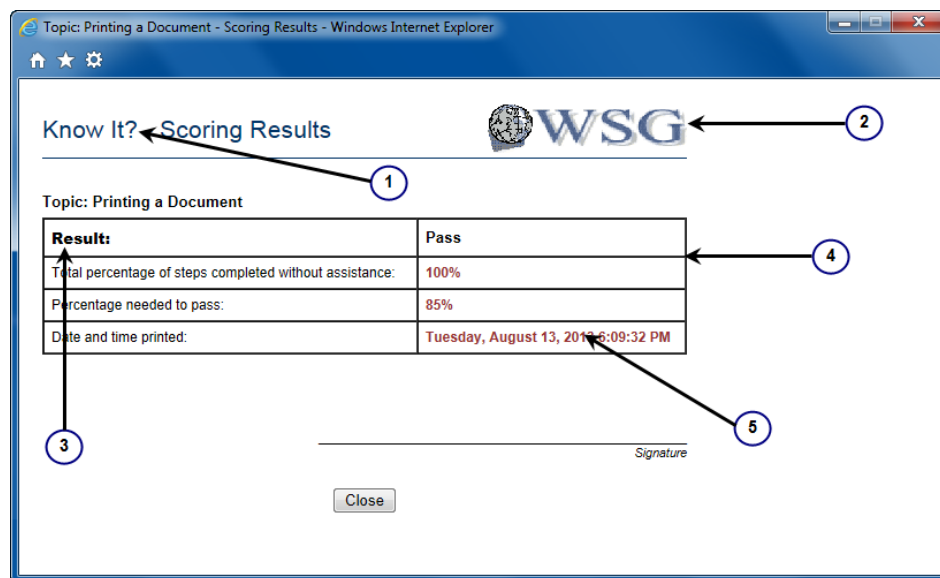 Topic: Printing a Document - Scoring Results - Windows Internet Explorer
Know It? Scoring Results
WSG
2
1
Topic: Printing a Document
Result: Pass
4
Total percentage of steps completed without assistance: 100%
Percentage needed to pass: 85%
Date and time printed: Tuesday, August 13, 2013 6:09:32 PM
3
5
Signature
Close